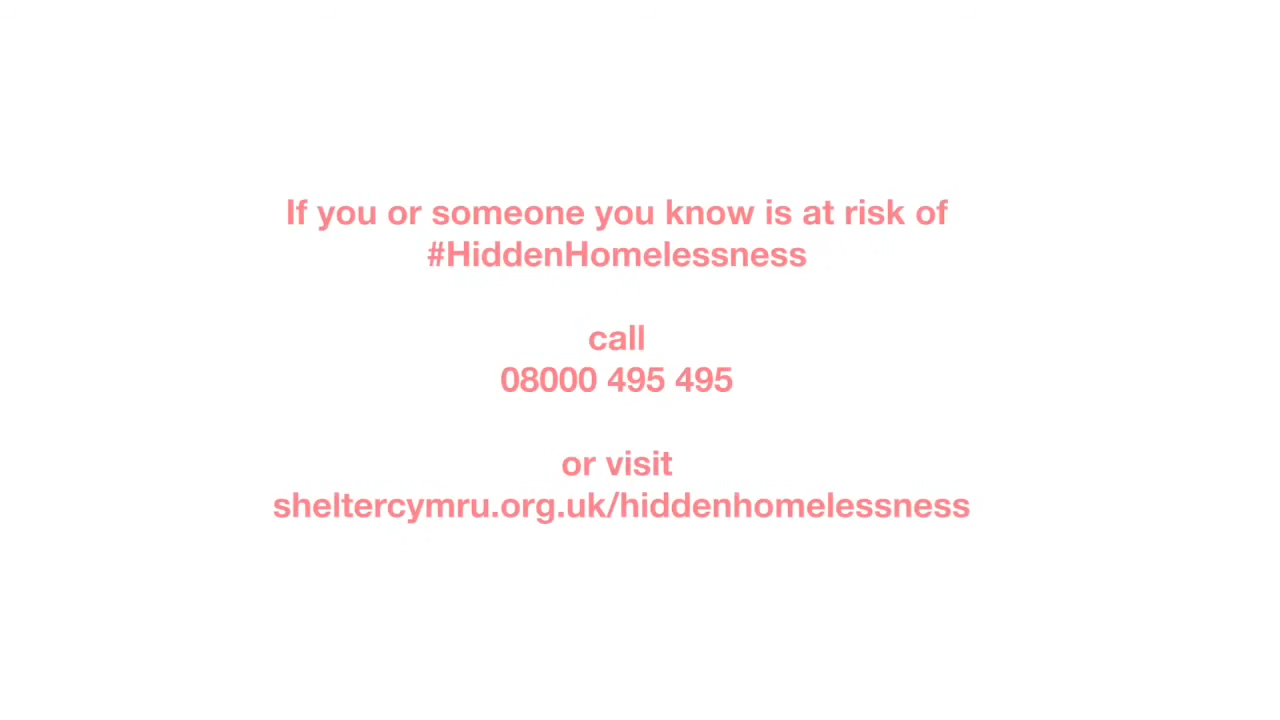 If you or someone you know is at risk of
#HiddenHomelessness
call
08000 495 495
or visit
sheltercymru.org.uk/hiddenhomelessness